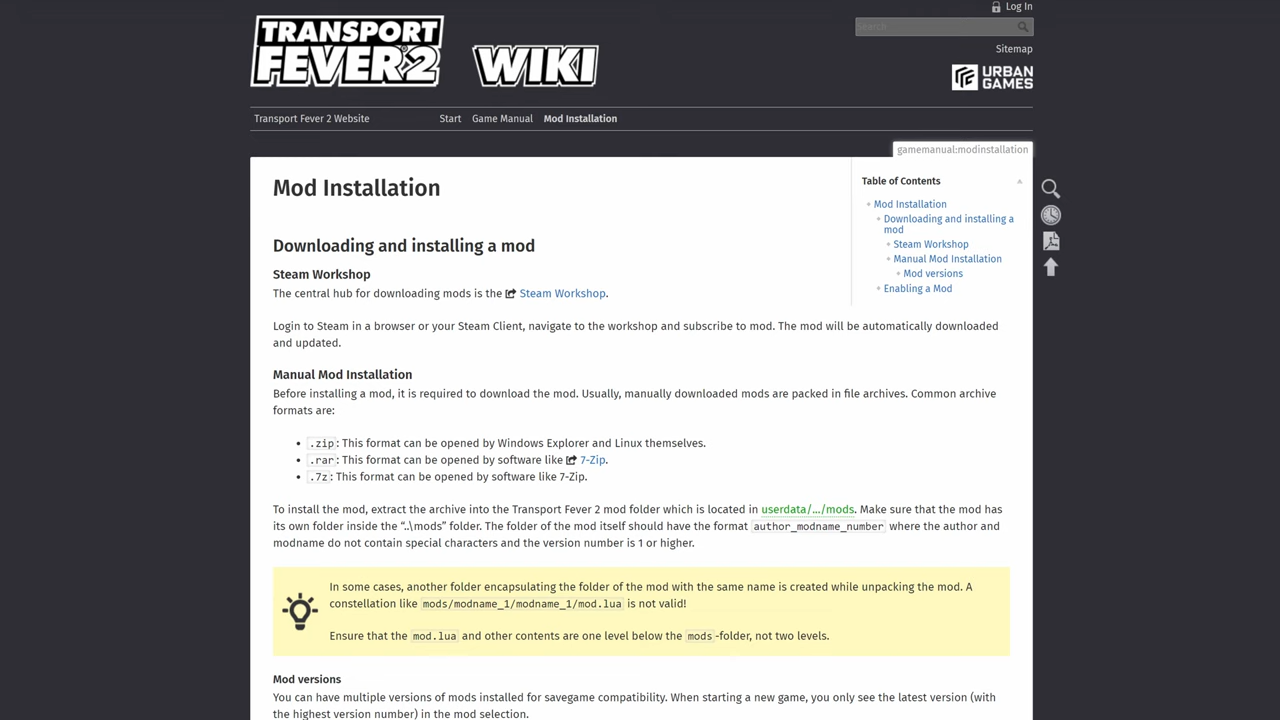 Log In
TRANSPORT
FEVER 2
WIKI
Search
Sitemap
URBAN
GAMES
Transport Fever 2 Website
Start
Game Manual
Mod Installation
gamemanual:modinstallation
Mod Installation
Table of Contents
Mod Installation
Downloading and installing a
mod
Steam Workshop
Manual Mod Installation
Mod versions
Enabling a Mod
Downloading and installing a mod
Steam Workshop
The central hub for downloading mods is the Steam Workshop.
Login to Steam in a browser or your Steam Client, navigate to the workshop and subscribe to mod. The mod will be automatically downloaded
and updated.
Manual Mod Installation
Before installing a mod, it is required to download the mod. Usually, manually downloaded mods are packed in file archives. Common archive
formats are:
• .zip: This format can be opened by Windows Explorer and Linux themselves.
• .rar: This format can be opened by software like 7-Zip.
• .7z: This format can be opened by software like 7-Zip.
To install the mod, extract the archive into the Transport Fever 2 mod folder which is located in userdata/…/mods. Make sure that the mod has
its own folder inside the “..\mods” folder. The folder of the mod itself should have the format author_modname_number where the author and
modname do not contain special characters and the version number is 1 or higher.
In some cases, another folder encapsulating the folder of the mod with the same name is created while unpacking the mod. A
constellation like mods/modname_1/modname_1/mod.lua is not valid!
Ensure that the mod.lua and other contents are one level below the mods-folder, not two levels.
Mod versions
You can have multiple versions of mods installed for savegame compatibility. When starting a new game, you only see the latest version (with
the highest version number) in the mod selection.